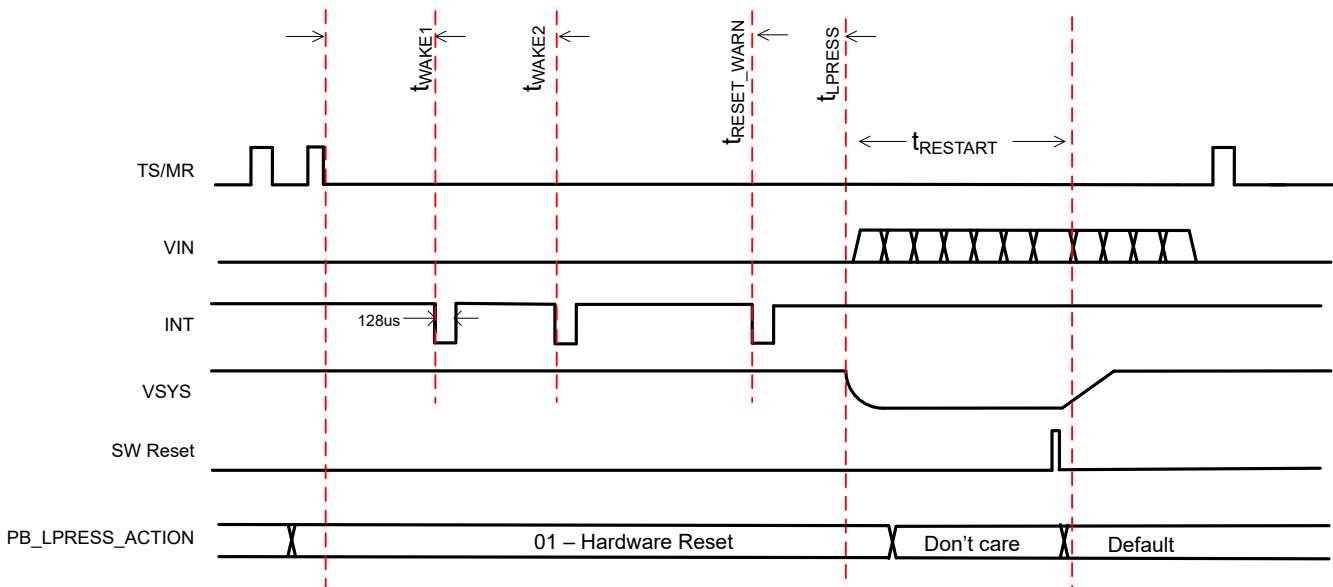 tWAKE1
tWAKE2
tRESET_WARN
tLPRESS
tRESTART
TS/MR
VIN
INT
128us
VSYS
SW Reset
PB_LPRESS_ACTION
01 – Hardware Reset
Don't care
Default